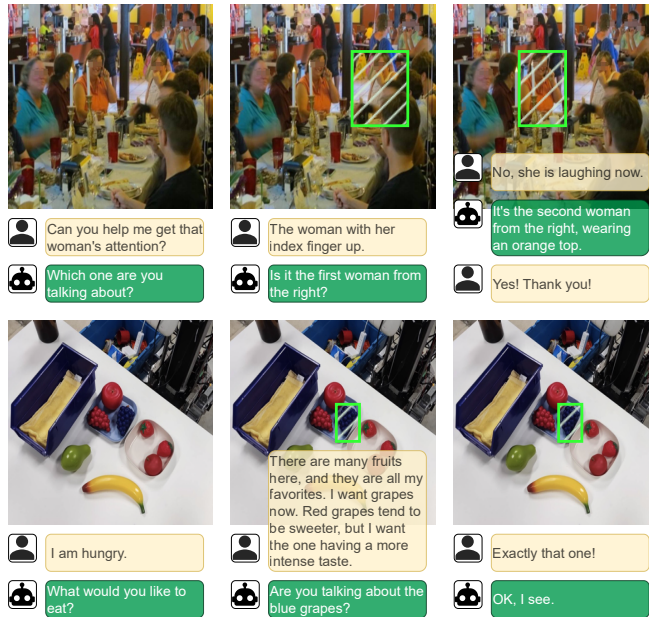 Can you help me get that
woman's attention?
Which one are you
talking about?
The woman with her
index finger up.
Is it the first woman from
the right?
No, she is laughing now.
It's the second woman
from the right, wearing
an orange top.
Yes! Thank you!
I am hungry.
What would you like to
eat?
There are many fruits
here, and they are all my
favorites. I want grapes
now. Red grapes tend to
be sweeter, but I want
the one having a more
intense taste.
Are you talking about the
blue grapes?
Exactly that one!
OK, I see.